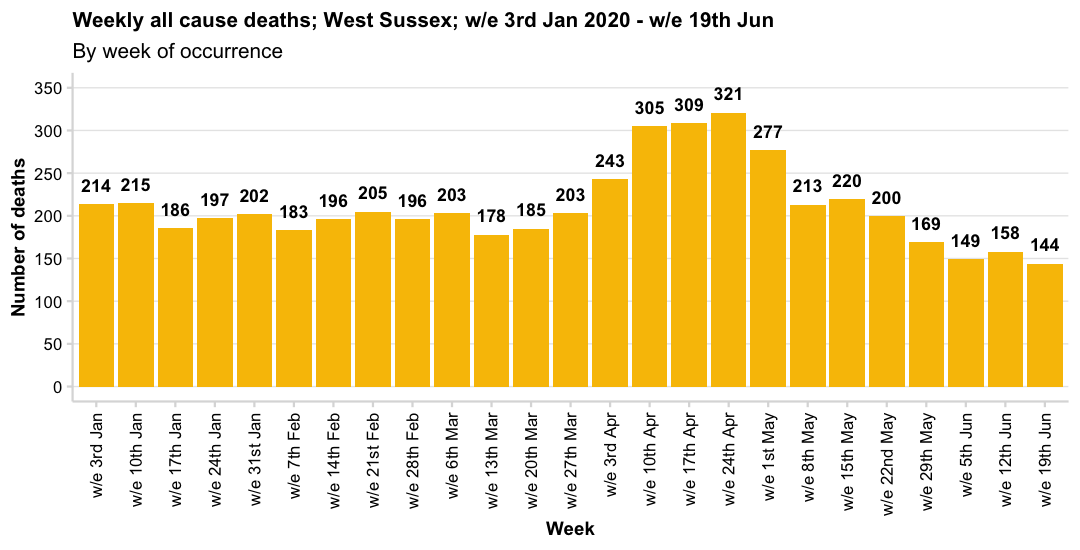 Weekly all cause deaths; West Sussex; w/e 3rd Jan 2020 - w/e 19th Jun
By week of occurrence
Number of deaths
350
300
250
200
150
100
50
0
214
215
186
197
202
183
196
205
196
203
178
185
203
243
305
309
321
277
213
220
200
169
149
158
144
w/e 3rd Jan
w/e 10th Jan
w/e 17th Jan
w/e 24th Jan
w/e 31st Jan
w/e 7th Feb
w/e 14th Feb
w/e 21st Feb
w/e 28th Feb
w/e 6th Mar
w/e 13th Mar
w/e 20th Mar
w/e 27th Mar
w/e 3rd Apr
w/e 10th Apr
w/e 17th Apr
w/e 24th Apr
w/e 1st May
w/e 8th May
w/e 15th May
w/e 22nd May
w/e 29th May
w/e 5th Jun
w/e 12th Jun
w/e 19th Jun
Week